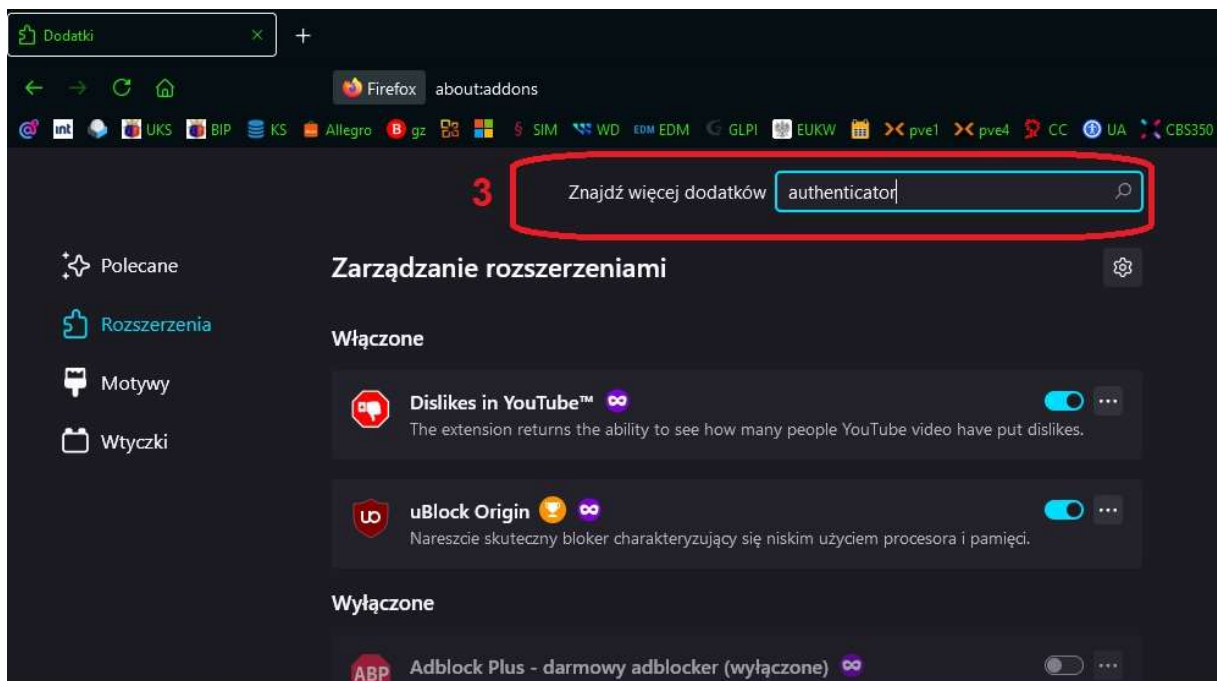 Dodatki
Firefox about:addons
int UKS BIP KS Allegro B gz SIM WD EDM EDM GLPI EUKW pve1 pve4 CC UA CBS350
3 Znajdź więcej dodatków authenticator
Polecane
Zarządzanie rozszerzeniami
Rozszerzenia
Włączone
Motywy
Dislikes in YouTube™
The extension returns the ability to see how many people YouTube video have put dislikes.
Wtyczki
uBlock Origin
Nareszcie skuteczny bloker charakteryzujący się niskim użyciem procesora i pamięci.
Wyłączone
ABP Adblock Plus - darmowy adblocker (wyłączone)